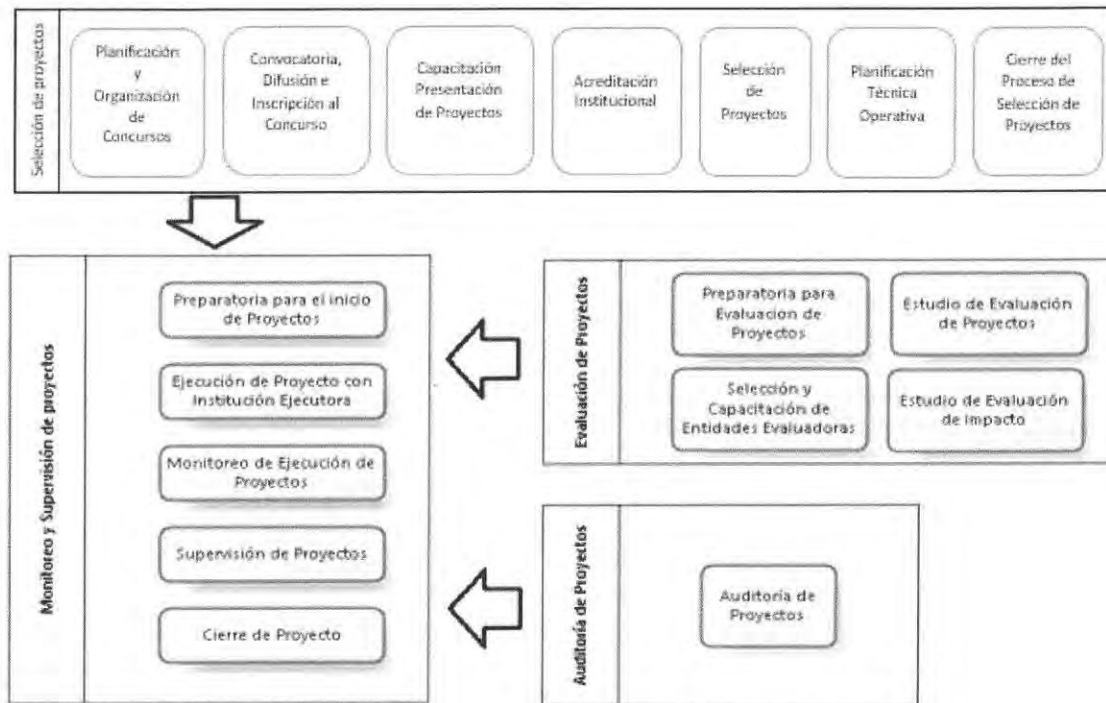 Selección de proyectos
Planificación
y
Organización
de
Concursos
Convocatoria,
Difusión e
Inscripción al
Concurso
Capacitación
Presentación
de Proyectos
Acreditación
Institucional
Selección
de
Proyectos
Planificación
Técnica
Operativa
Cierre del
Proceso de
Selección de
Proyectos
Monitoreo y Supervisión de proyectos
Preparatoria para el inicio
de Proyectos
Ejecución de Proyecto con
Institución Ejecutora
Monitoreo de Ejecución de
Proyectos
Supervisión de Proyectos
Cierre de Proyecto
Evaluación de Proyectos
Preparatoria para
Evaluacion de
Proyectos
Estudio de Evaluación
de Proyectos
Selección y
Capacitación de
Entidades Evaluadoras
Estudio de Evaluación
de Impacto
Auditoría de Proyectos
Auditoría de
Proyectos